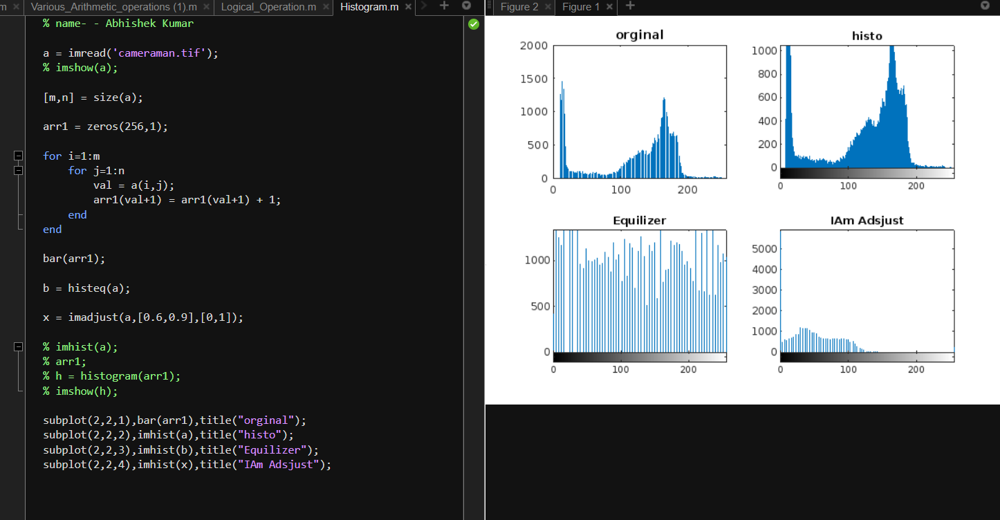 m × Various_Arithmetic_operations (1).m × Logical_Operation.m × Histogram.m ×
Figure 2 × Figure 1 ×
% name- - Abhishek Kumar
a = imread('cameraman.tif');
% imshow(a);
[m,n] = size(a);
arr1 = zeros(256,1);
for i=1:m
for j=1:n
val = a(i,j);
arr1(val+1) = arr1(val+1) + 1;
end
end
bar(arr1);
b = histeq(a);
x = imadjust(a,[0.6,0.9],[0,1]);
% imhist(a);
% arr1;
% h = histogram(arr1);
% imshow(h);
subplot(2,2,1),bar(arr1),title("orginal");
subplot(2,2,2),imhist(a),title("histo");
subplot(2,2,3),imhist(b),title("Equilizer");
subplot(2,2,4),imhist(x),title("IAm Adsjust");
orginal
2000
1500
1000
500
0
0 100 200
histo
1000
800
600
400
200
0
0 100 200
Equilizer
1000
500
0
0 100 200
IAm Adsjust
5000
4000
3000
2000
1000
0
0 100 200